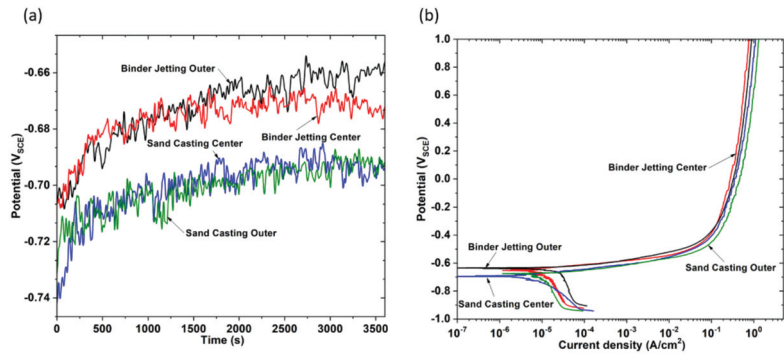 (a)
Potential (V_SCE)
-0.66
-0.68
-0.70
-0.72
-0.74
Binder Jetting Outer
Binder Jetting Center
Sand Casting Center
Sand Casting Outer
0 500 1000 1500 2000 2500 3000 3500
Time (s)
(b)
Potential (V_SCE)
1.0
0.8
0.6
0.4
0.2
0.0
-0.2
-0.4
-0.6
-0.8
-1.0
Binder Jetting Center
Binder Jetting Outer
Sand Casting Outer
Sand Casting Center
10⁻⁷ 10⁻⁶ 10⁻⁵ 10⁻⁴ 10⁻³ 10⁻² 10⁻¹ 10⁰
Current density (A/cm²)